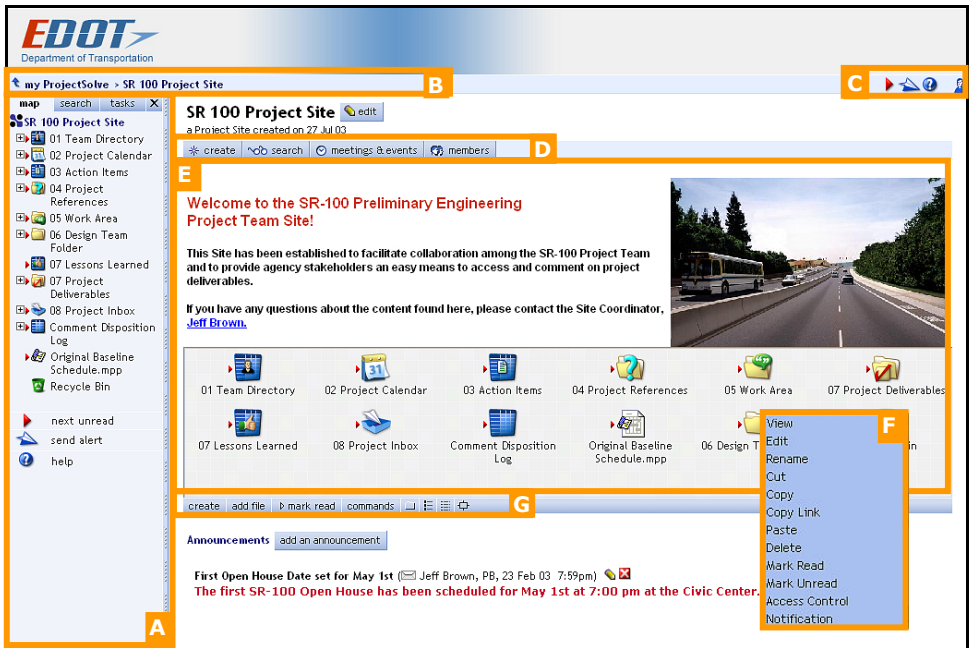 EDOT
Department of Transportation
my ProjectSolve > SR 100 Project Site
B
C
map search tasks X
SR 100 Project Site
01 Team Directory
02 Project Calendar
03 Action Items
04 Project
References
05 Work Area
06 Design Team
Folder
07 Lessons Learned
07 Project
Deliverables
08 Project Inbox
Comment Disposition
Log
Original Baseline
Schedule.mpp
Recycle Bin
next unread
send alert
help
A
SR 100 Project Site edit
a Project Site created on 27 Jul 03
create search meetings & events members
D
E
Welcome to the SR-100 Preliminary Engineering
Project Team Site!
This Site has been established to facilitate collaboration among the SR-100 Project Team
and to provide agency stakeholders an easy means to access and comment on project
deliverables.
If you have any questions about the content found here, please contact the Site Coordinator,
Jeff Brown.
01 Team Directory 02 Project Calendar 03 Action Items 04 Project References 05 Work Area 07 Project Deliverables
31
07 Lessons Learned 08 Project Inbox Comment Disposition Original Baseline 06 Design T in
Log Schedule.mpp
F
View
Edit
Rename
Cut
Copy
Copy Link
Paste
Delete
Mark Read
Mark Unread
Access Control
Notification
create add file mark read commands
G
Announcements add an announcement
First Open House Date set for May 1st (Jeff Brown, PB, 23 Feb 03 7:59pm)
The first SR-100 Open House has been scheduled for May 1st at 7:00 pm at the Civic Center.